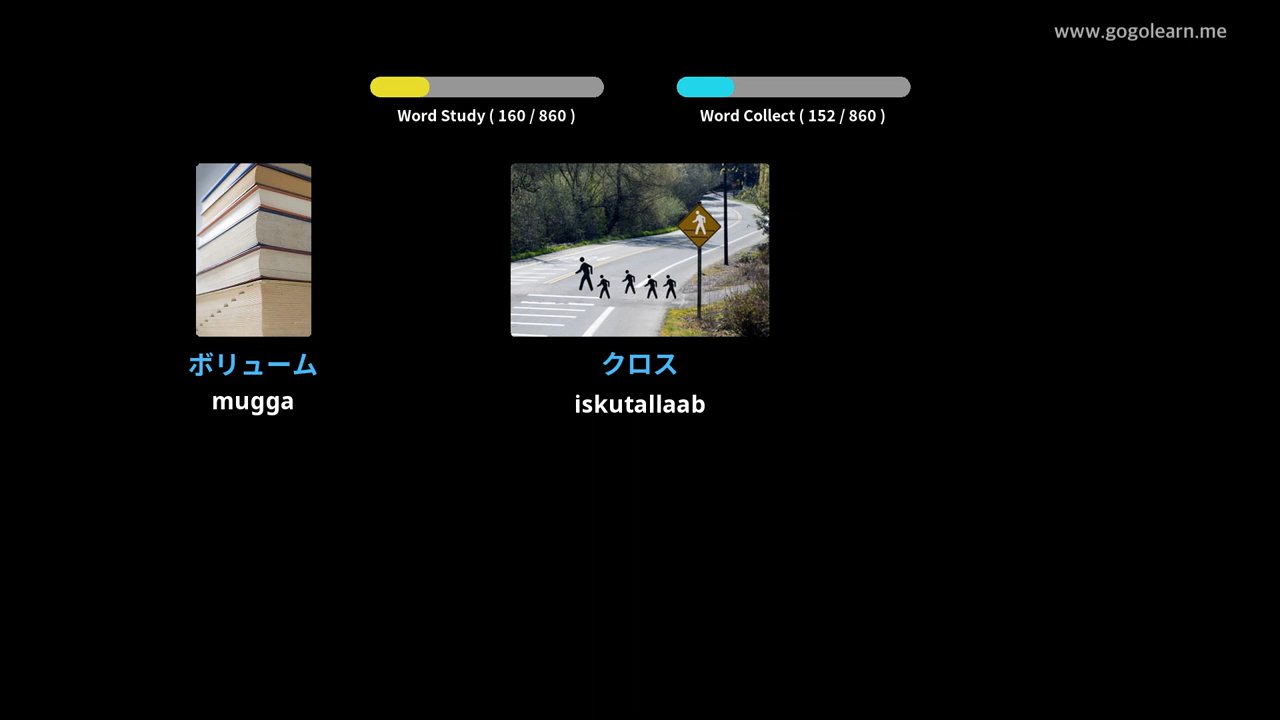 www.gogolearn.me
Word Study ( 160 / 860 )
Word Collect ( 152 / 860 )
ボリューム
mugga
クロス
iskutallaab